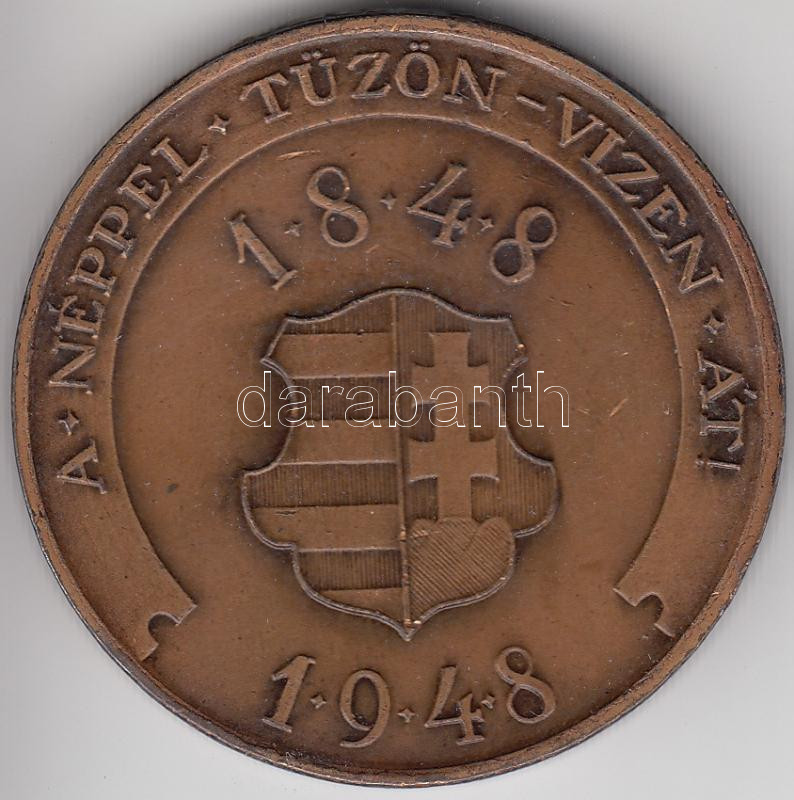 A · NÉPPEL · TÜZÖN – VIZEN · ÁT!
1 · 8 · 4 · 8
darabanth
1 · 9 · 4 · 8